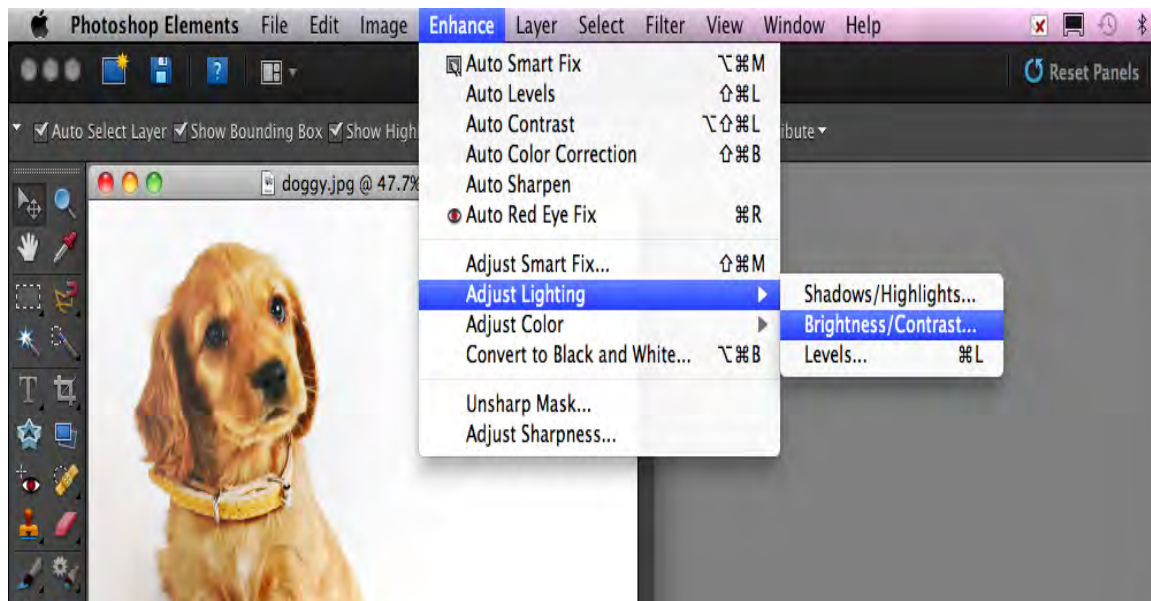 Photoshop Elements File Edit Image Enhance Layer Select Filter View Window Help
Reset Panels
Auto Select Layer Show Bounding Box Show High
ibute
doggy.jpg @ 47.7%
Auto Smart Fix ⌥⌘M
Auto Levels ⇧⌘L
Auto Contrast ⌥⇧⌘L
Auto Color Correction ⇧⌘B
Auto Sharpen
Auto Red Eye Fix ⌘R
Adjust Smart Fix... ⇧⌘M
Adjust Lighting
Adjust Color
Convert to Black and White... ⌥⌘B
Unsharp Mask...
Adjust Sharpness...
Shadows/Highlights...
Brightness/Contrast...
Levels... ⌘L